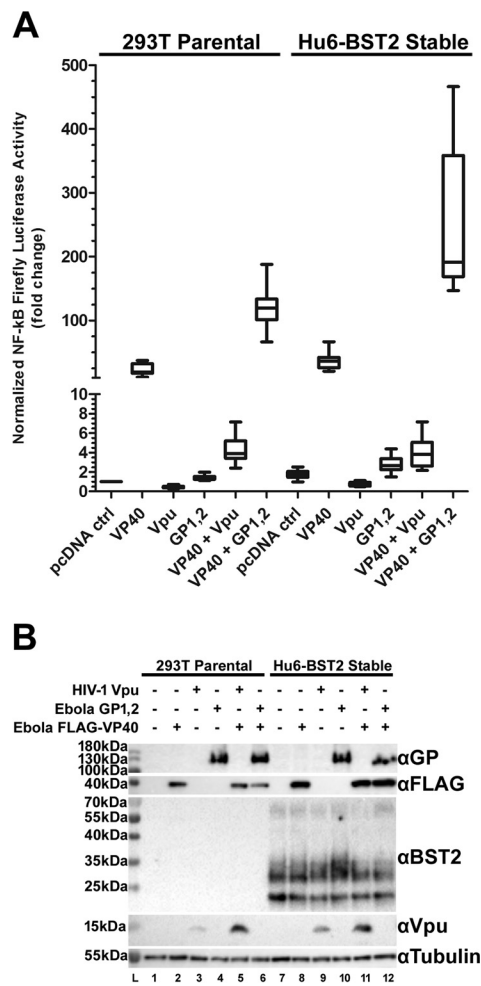 A
293T Parental
Hu6-BST2 Stable
Normalized NF-kB Firefly Luciferase Activity
(fold change)
500
400
300
200
100
10
8
6
4
2
0
pcDNA ctrl
VP40
Vpu
GP1,2
VP40 + Vpu
VP40 + GP1,2
pcDNA ctrl
VP40
Vpu
GP1,2
VP40 + Vpu
VP40 + GP1,2
B
293T Parental
Hu6-BST2 Stable
HIV-1 Vpu - - + - + - - - + - + -
Ebola GP1,2 - - - + - + - - - + - +
Ebola FLAG-VP40 - + - - + + - + - - + +
180kDa
130kDa
100kDa
αGP
40kDa
αFLAG
70kDa
55kDa
40kDa
35kDa
25kDa
αBST2
15kDa
αVpu
55kDa
αTubulin
L 1 2 3 4 5 6 7 8 9 10 11 12